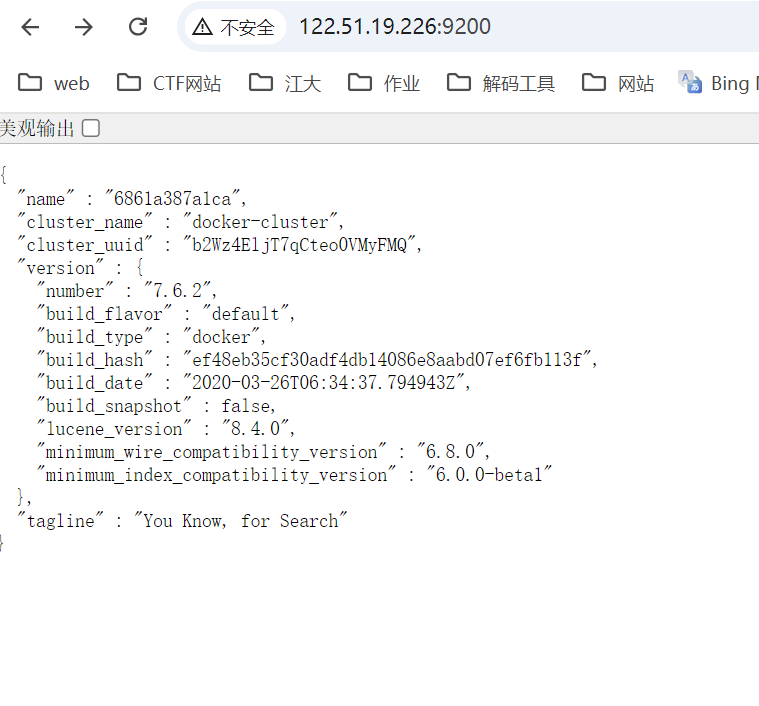 不安全 122.51.19.226:9200
web CTF网站 江大 作业 解码工具 网站 Bing
美观输出
{
"name" : "6861a387a1ca",
"cluster_name" : "docker-cluster",
"cluster_uuid" : "b2Wz4EljT7qCteo0VMyFMQ",
"version" : {
"number" : "7.6.2",
"build_flavor" : "default",
"build_type" : "docker",
"build_hash" : "ef48eb35cf30adf4db14086e8aabd07ef6fb113f",
"build_date" : "2020-03-26T06:34:37.794943Z",
"build_snapshot" : false,
"lucene_version" : "8.4.0",
"minimum_wire_compatibility_version" : "6.8.0",
"minimum_index_compatibility_version" : "6.0.0-beta1"
},
"tagline" : "You Know, for Search"
}